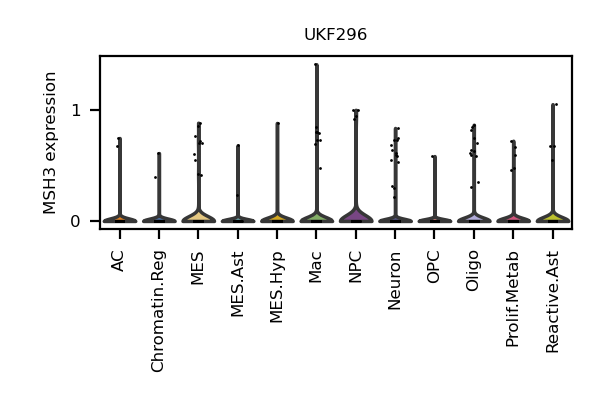 UKF296
MSH3 expression
1
0
AC
Chromatin.Reg
MES
MES.Ast
MES.Hyp
Mac
NPC
Neuron
OPC
Oligo
Prolif.Metab
Reactive.Ast